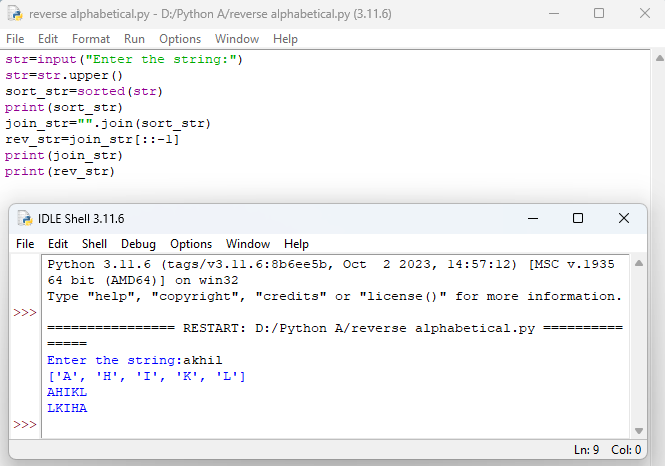 reverse alphabetical.py - D:/Python A/reverse alphabetical.py (3.11.6)
File Edit Format Run Options Window Help
str=input("Enter the string:")
str=str.upper()
sort_str=sorted(str)
print(sort_str)
join_str="".join(sort_str)
rev_str=join_str[::-1]
print(join_str)
print(rev_str)
IDLE Shell 3.11.6
File Edit Shell Debug Options Window Help
Python 3.11.6 (tags/v3.11.6:8b6ee5b, Oct  2 2023, 14:57:12) [MSC v.1935
64 bit (AMD64)] on win32
Type "help", "copyright", "credits" or "license()" for more information.
>>>
================ RESTART: D:/Python A/reverse alphabetical.py ==========
=====
Enter the string:akhil
['A', 'H', 'I', 'K', 'L']
AHIKL
LKIHA
>>>
Ln: 9 Col: 0